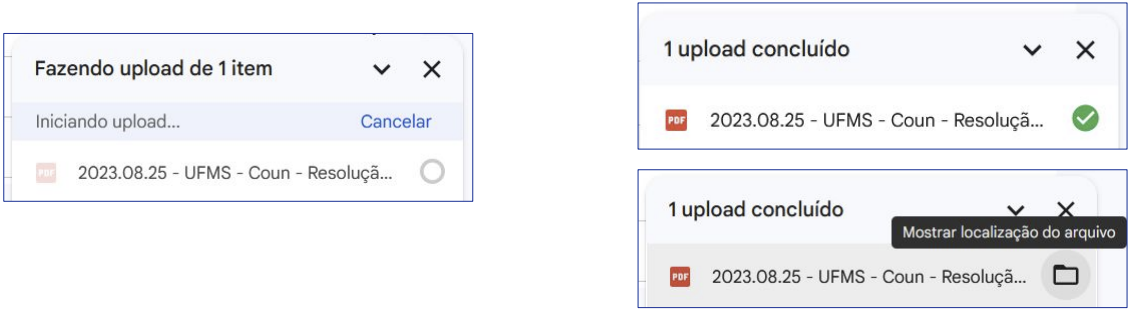 Fazendo upload de 1 item
Iniciando upload... Cancelar
PDF 2023.08.25 - UFMS - Coun - Resoluçã...
1 upload concluído
PDF 2023.08.25 - UFMS - Coun - Resoluçã...
1 upload concluído
Mostrar localização do arquivo
PDF 2023.08.25 - UFMS - Coun - Resoluçã...